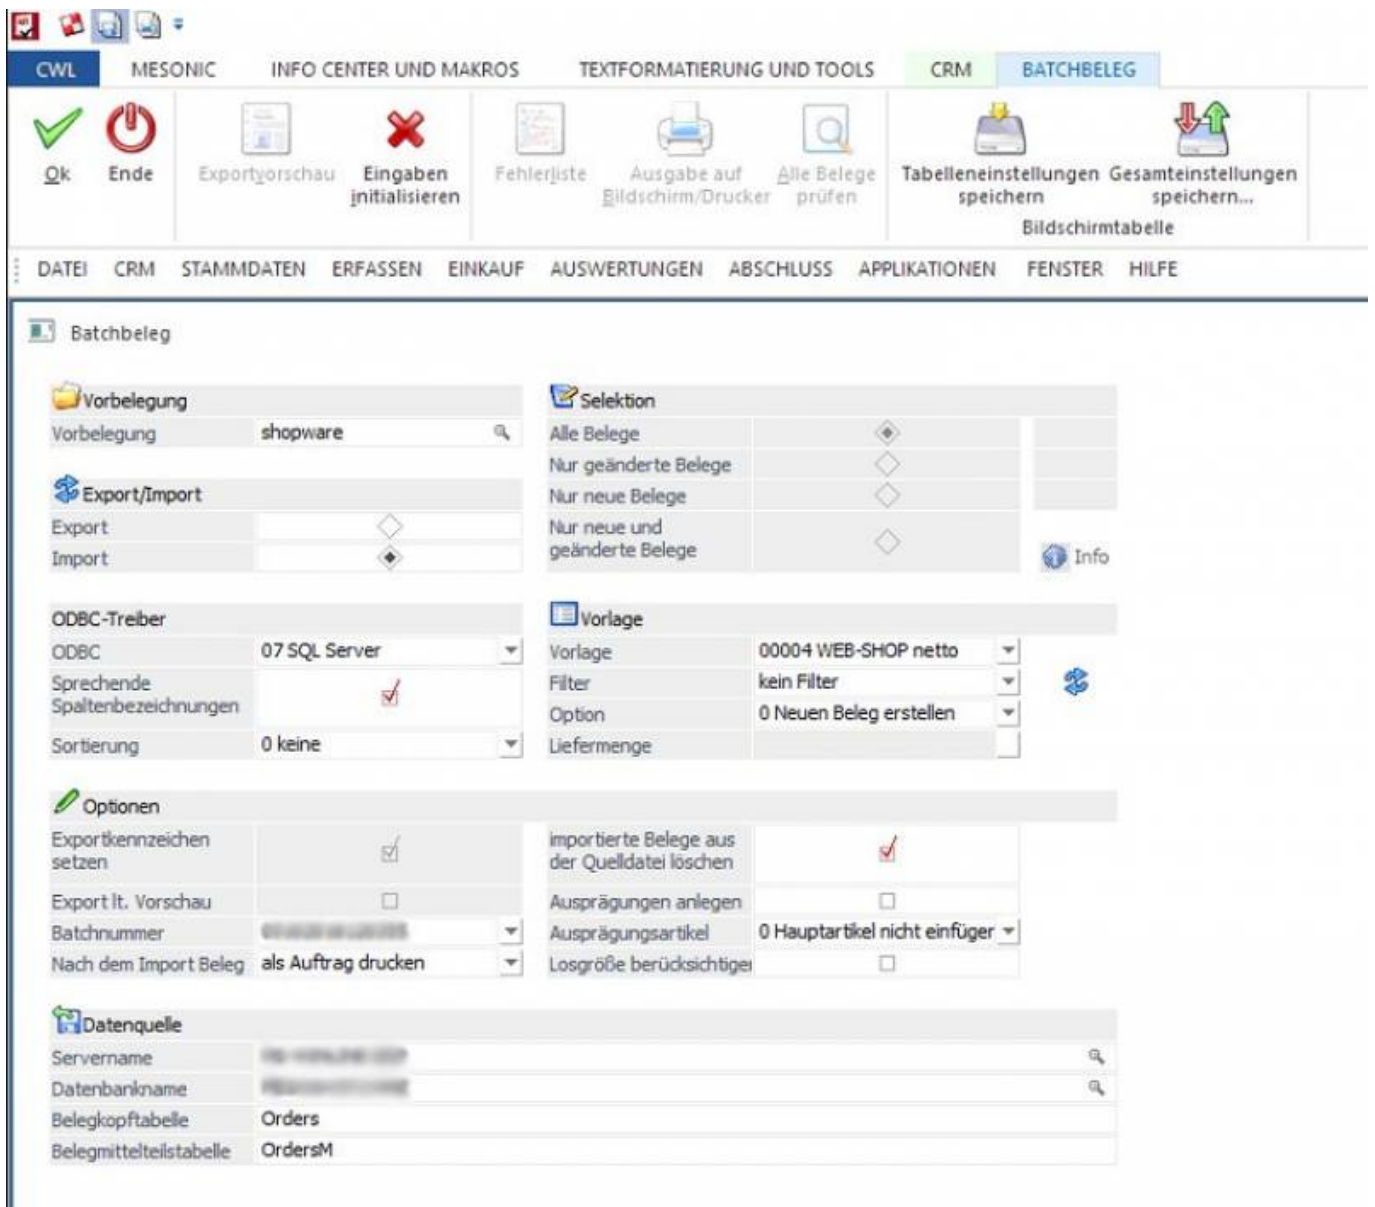 CWL MESONIC INFO CENTER UND MAKROS TEXTFORMATIERUNG UND TOOLS CRM BATCHBELEG
Ok Ende Exportvorschau Eingaben initialisieren Fehlerliste Ausgabe auf Bildschirm/Drucker Alle Belege prüfen Tabelleneinstellungen speichern Gesamteinstellungen speichern...
Bildschirmtabelle
DATEI CRM STAMMDATEN ERFASSEN EINKAUF AUSWERTUNGEN ABSCHLUSS APPLIKATIONEN FENSTER HILFE
Batchbeleg
Vorbelegung
Vorbelegung shopware
Export/Import
Export
Import
Selektion
Alle Belege
Nur geänderte Belege
Nur neue Belege
Nur neue und
geänderte Belege
Info
ODBC-Treiber
ODBC 07 SQL Server
Sprechende
Spaltenbezeichnungen
Sortierung 0 keine
Vorlage
Vorlage 00004 WEB-SHOP netto
Filter kein Filter
Option 0 Neuen Beleg erstellen
Liefermenge
Optionen
Exportkennzeichen
setzen
Export lt. Vorschau
Batchnummer
Nach dem Import Beleg als Auftrag drucken
importierte Belege aus
der Quelldatei löschen
Ausprägungen anlegen
Ausprägungsartikel 0 Hauptartikel nicht einfüger
Losgröße berücksichtiger
Datenquelle
Servername
Datenbankname
Belegkopftabelle Orders
Belegmittelteilstabelle OrdersM